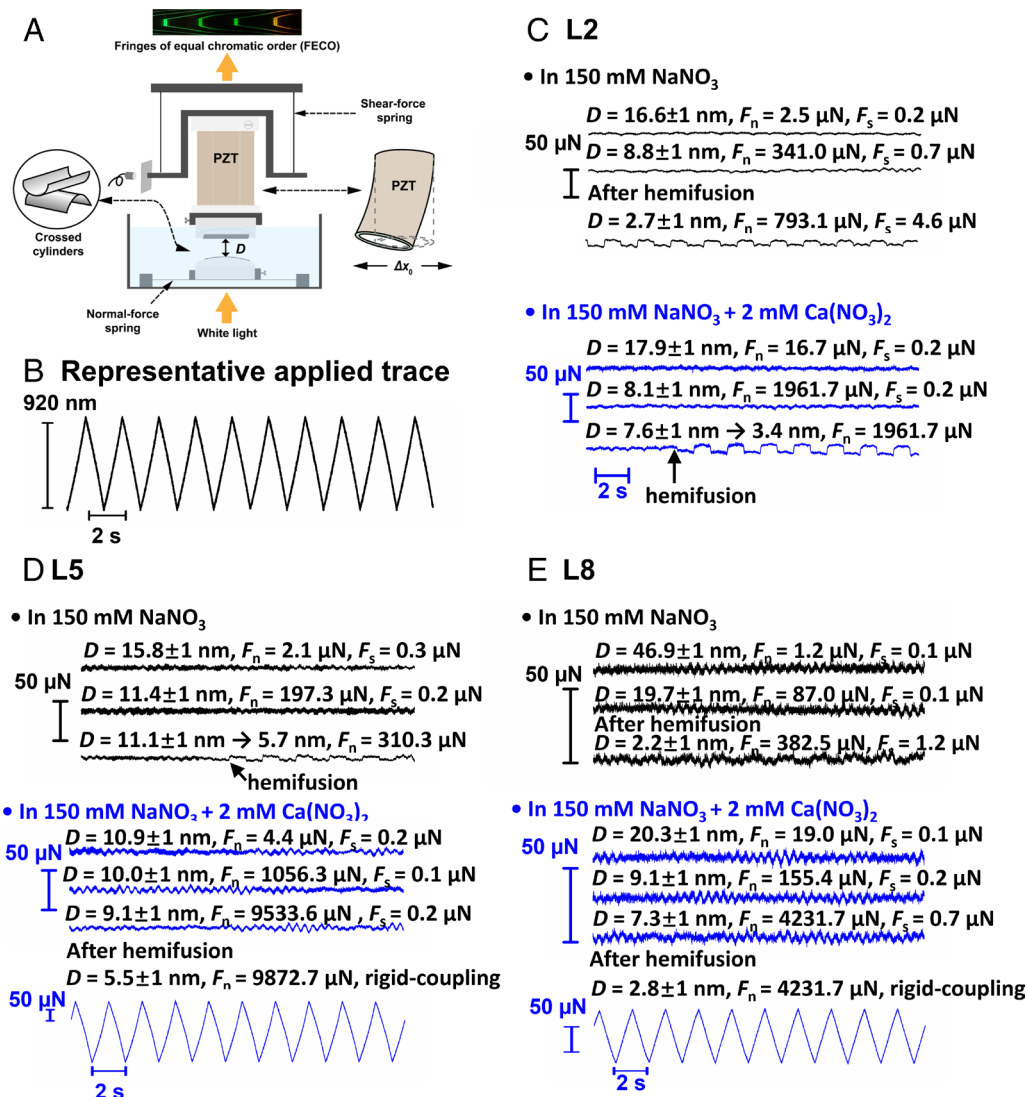 A
Fringes of equal chromatic order (FECO)
Shear-force
spring
PZT
PZT
Crossed
cylinders
D
Δx₀
Normal-force
spring
White light
B Representative applied trace
920 nm
2 s
C L2
• In 150 mM NaNO₃
D = 16.6±1 nm, Fₙ = 2.5 µN, Fₛ = 0.2 µN
50 µN
D = 8.8±1 nm, Fₙ = 341.0 µN, Fₛ = 0.7 µN
After hemifusion
D = 2.7±1 nm, Fₙ = 793.1 µN, Fₛ = 4.6 µN
• In 150 mM NaNO₃ + 2 mM Ca(NO₃)₂
D = 17.9±1 nm, Fₙ = 16.7 µN, Fₛ = 0.2 µN
50 µN
D = 8.1±1 nm, Fₙ = 1961.7 µN, Fₛ = 0.2 µN
D = 7.6±1 nm → 3.4 nm, Fₙ = 1961.7 µN
2 s
hemifusion
D L5
• In 150 mM NaNO₃
D = 15.8±1 nm, Fₙ = 2.1 µN, Fₛ = 0.3 µN
50 µN
D = 11.4±1 nm, Fₙ = 197.3 µN, Fₛ = 0.2 µN
D = 11.1±1 nm → 5.7 nm, Fₙ = 310.3 µN
hemifusion
• In 150 mM NaNO₃ + 2 mM Ca(NO₃)₂
D = 10.9±1 nm, Fₙ = 4.4 µN, Fₛ = 0.2 µN
50 µN
D = 10.0±1 nm, Fₙ = 1056.3 µN, Fₛ = 0.1 µN
D = 9.1±1 nm, Fₙ = 9533.6 µN , Fₛ = 0.2 µN
After hemifusion
D = 5.5±1 nm, Fₙ = 9872.7 µN, rigid-coupling
50 µN
2 s
E L8
• In 150 mM NaNO₃
D = 46.9±1 nm, Fₙ = 1.2 µN, Fₛ = 0.1 µN
50 µN
D = 19.7±1 nm, Fₙ = 87.0 µN, Fₛ = 0.1 µN
After hemifusion
D = 2.2±1 nm, Fₙ = 382.5 µN, Fₛ = 1.2 µN
• In 150 mM NaNO₃ + 2 mM Ca(NO₃)₂
D = 20.3±1 nm, Fₙ = 19.0 µN, Fₛ = 0.1 µN
50 µN
D = 9.1±1 nm, Fₙ = 155.4 µN, Fₛ = 0.2 µN
D = 7.3±1 nm, Fₙ = 4231.7 µN, Fₛ = 0.7 µN
After hemifusion
D = 2.8±1 nm, Fₙ = 4231.7 µN, rigid-coupling
50 µN
2 s